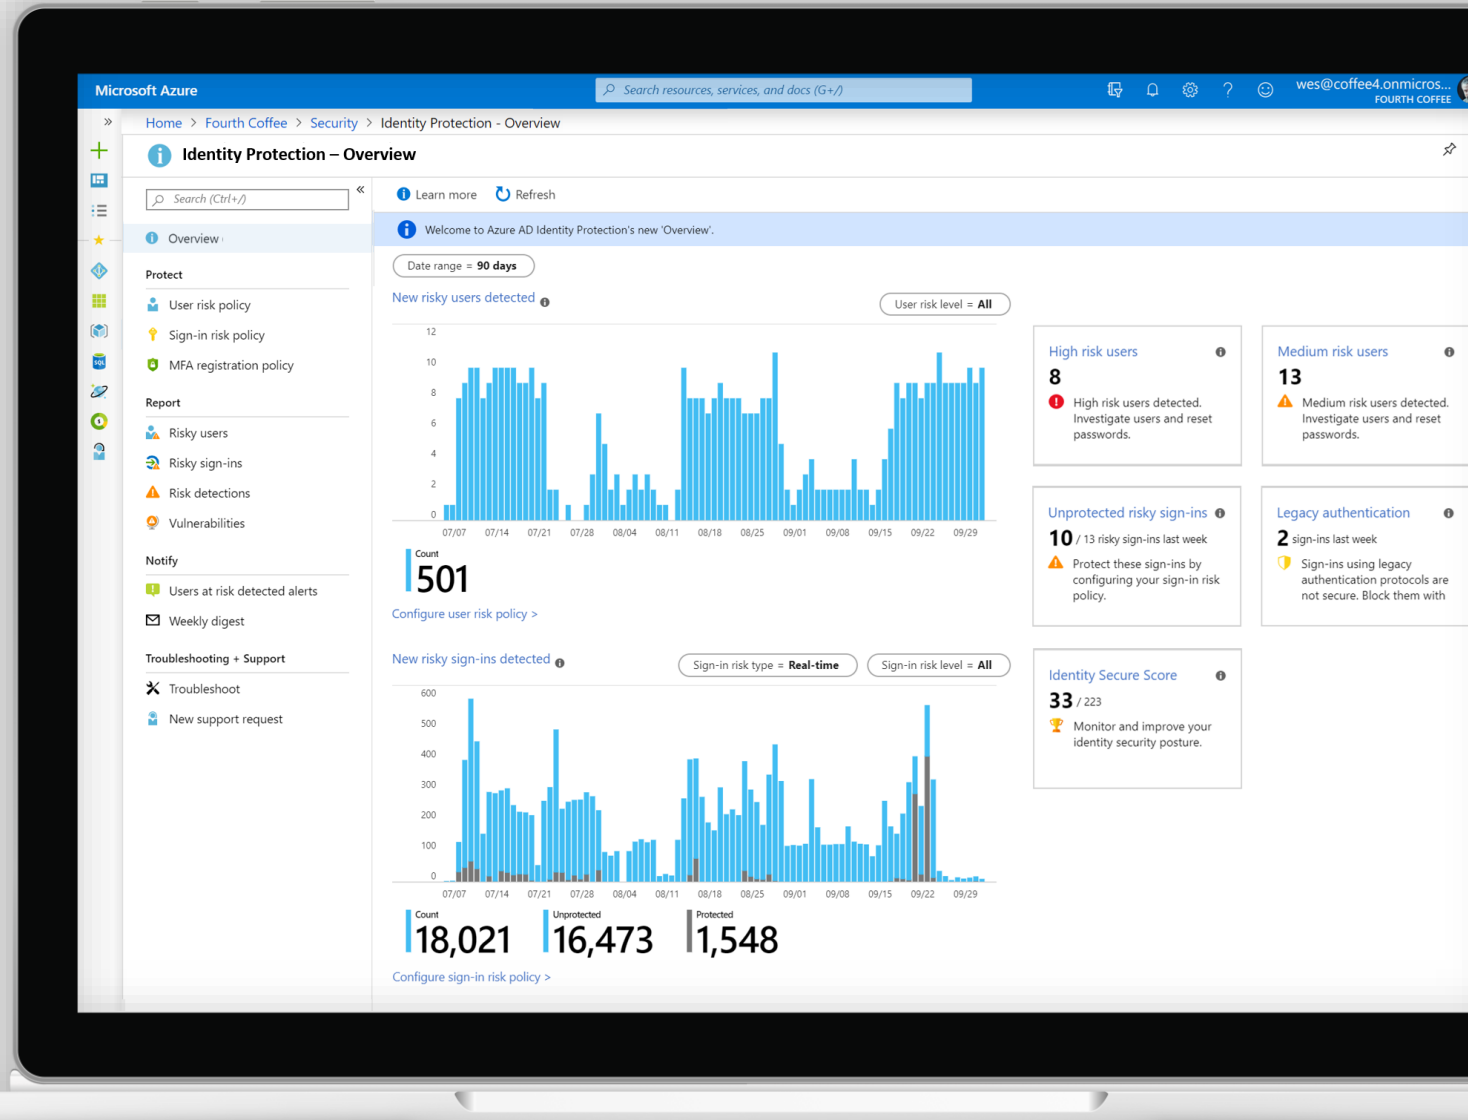 Microsoft Azure
Search resources, services, and docs (G+/)
wes@coffee4.onmicros...
FOURTH COFFEE
Home > Fourth Coffee > Security > Identity Protection - Overview
Identity Protection – Overview
Search (Ctrl+/)
Overview
Protect
User risk policy
Sign-in risk policy
MFA registration policy
Report
Risky users
Risky sign-ins
Risk detections
Vulnerabilities
Notify
Users at risk detected alerts
Weekly digest
Troubleshooting + Support
Troubleshoot
New support request
SQL
Learn more
Refresh
Welcome to Azure AD Identity Protection's new 'Overview'.
Date range = 90 days
New risky users detected
User risk level = All
12
10
8
6
4
2
0
07/07 07/14 07/21 07/28 08/04 08/11 08/18 08/25 09/01 09/08 09/15 09/22 09/29
Count
501
Configure user risk policy >
New risky sign-ins detected
Sign-in risk type = Real-time
Sign-in risk level = All
600
500
400
300
200
100
0
07/07 07/14 07/21 07/28 08/04 08/11 08/18 08/25 09/01 09/08 09/15 09/22 09/29
Count
18,021
Unprotected
16,473
Protected
1,548
Configure sign-in risk policy >
High risk users
8
High risk users detected.
Investigate users and reset
passwords.
Medium risk users
13
Medium risk users detected.
Investigate users and reset
passwords.
Unprotected risky sign-ins
10 / 13 risky sign-ins last week
Protect these sign-ins by
configuring your sign-in risk
policy.
Legacy authentication
2 sign-ins last week
Sign-ins using legacy
authentication protocols are
not secure. Block them with
Identity Secure Score
33 / 223
Monitor and improve your
identity security posture.